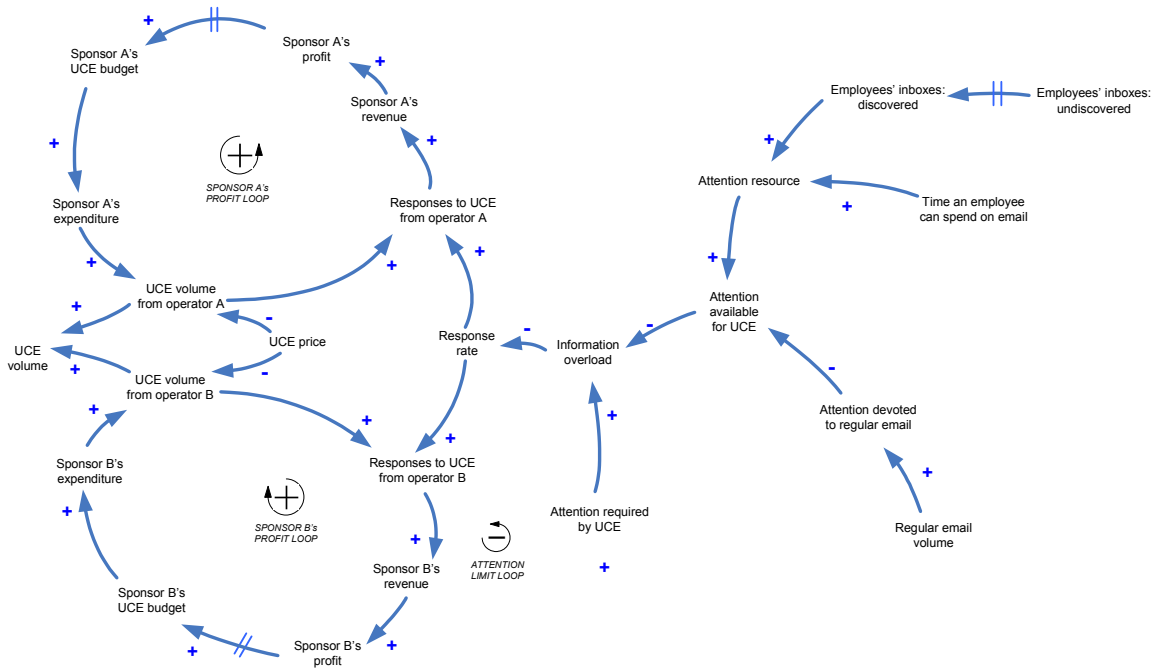 +
Sponsor A's
UCE budget
Sponsor A's
profit
+
Sponsor A's
revenue
+
+
+
SPONSOR A's
PROFIT LOOP
Sponsor A's
expenditure
+
Responses to UCE
from operator A
+
+
UCE volume
from operator A
+
-
UCE price
UCE
volume
-
+
UCE volume
from operator B
Response
rate
-
Information
overload
-
+
+
+
Sponsor B's
expenditure
+
Responses to UCE
from operator B
+
SPONSOR B's
PROFIT LOOP
+
-
ATTENTION
LIMIT LOOP
Sponsor B's
revenue
Sponsor B's
UCE budget
+
Sponsor B's
profit
+
Employees' inboxes:
discovered
Employees' inboxes:
undiscovered
+
Attention resource
+
Time an employee
can spend on email
+
Attention
available
for UCE
-
Attention devoted
to regular email
+
Regular email
volume
+
Attention required
by UCE
+